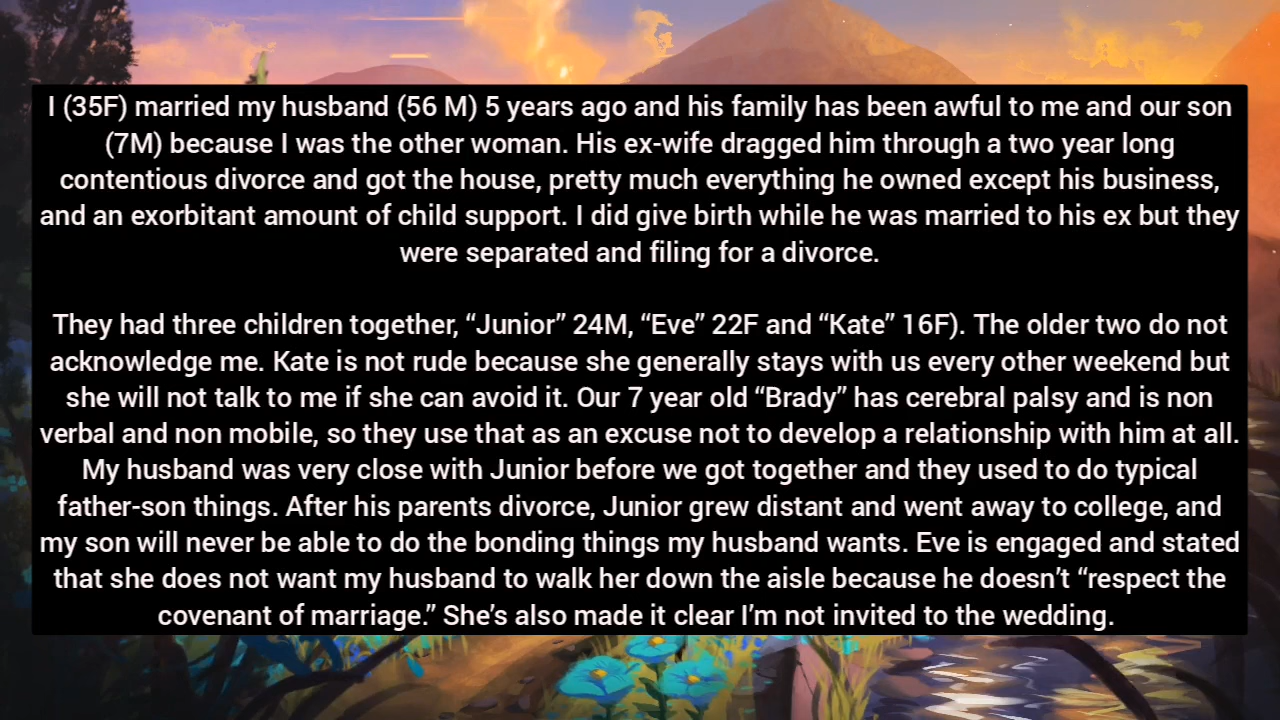 I (35F) married my husband (56 M) 5 years ago and his family has been awful to me and our son
(7M) because I was the other woman. His ex-wife dragged him through a two year long
contentious divorce and got the house, pretty much everything he owned except his business,
and an exorbitant amount of child support. I did give birth while he was married to his ex but they
were separated and filing for a divorce.
They had three children together, “Junior” 24M, “Eve” 22F and “Kate” 16F). The older two do not
acknowledge me. Kate is not rude because she generally stays with us every other weekend but
she will not talk to me if she can avoid it. Our 7 year old “Brady” has cerebral palsy and is non
verbal and non mobile, so they use that as an excuse not to develop a relationship with him at all.
My husband was very close with Junior before we got together and they used to do typical
father-son things. After his parents divorce, Junior grew distant and went away to college, and
my son will never be able to do the bonding things my husband wants. Eve is engaged and stated
that she does not want my husband to walk her down the aisle because he doesn’t “respect the
covenant of marriage.” She’s also made it clear I’m not invited to the wedding.